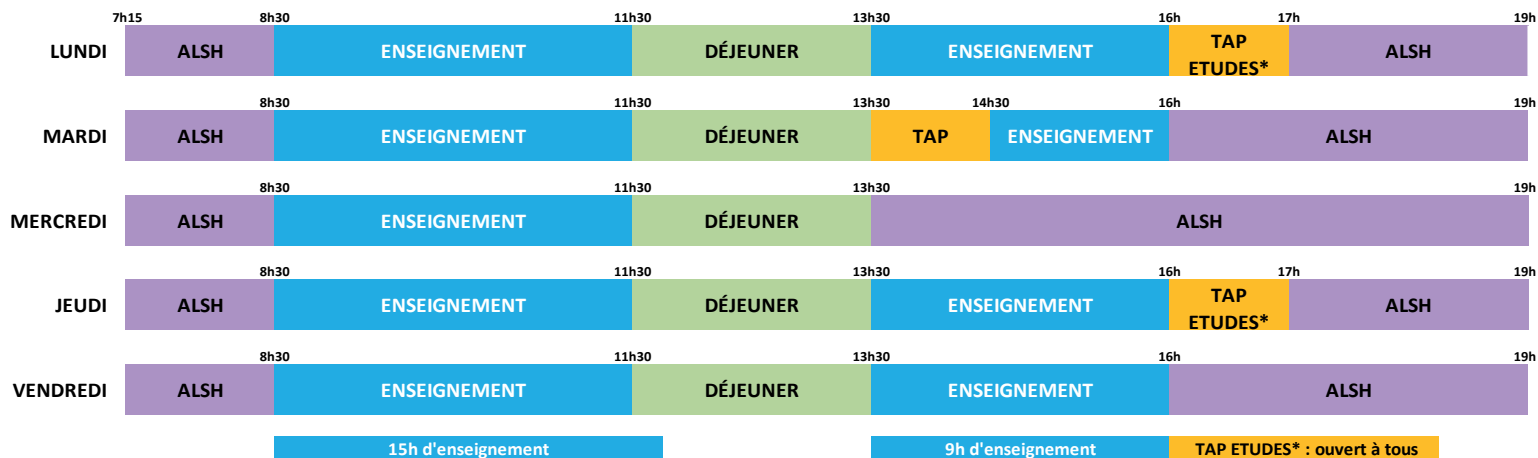 7h15 8h30 11h30 13h30 16h 17h 19h
LUNDI ALSH ENSEIGNEMENT DÉJEUNER ENSEIGNEMENT TAP ALSH
ETUDES*
8h30 11h30 13h30 14h30 16h 19h
MARDI ALSH ENSEIGNEMENT DÉJEUNER TAP ENSEIGNEMENT ALSH
8h30 11h30 13h30 19h
MERCREDI ALSH ENSEIGNEMENT DÉJEUNER ALSH
8h30 11h30 13h30 16h 17h 19h
JEUDI ALSH ENSEIGNEMENT DÉJEUNER ENSEIGNEMENT TAP ALSH
ETUDES*
8h30 11h30 13h30 16h 19h
VENDREDI ALSH ENSEIGNEMENT DÉJEUNER ENSEIGNEMENT ALSH
15h d'enseignement 9h d'enseignement TAP ETUDES* : ouvert à tous